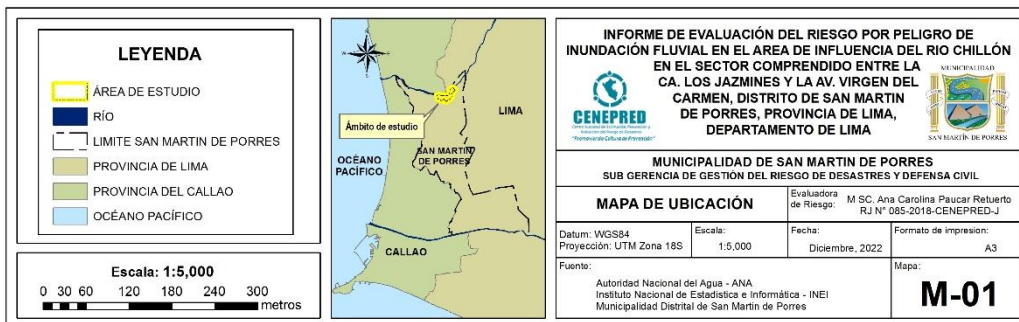 LEYENDA
ÁREA DE ESTUDIO
RÍO
LIMITE SAN MARTIN DE PORRES
PROVINCIA DE LIMA
PROVINCIA DEL CALLAO
OCÉANO PACÍFICO
Escala: 1:5,000
0 30 60 120 180 240 300
metros
N
W
E
S
Ámbito de estudio
LIMA
OCÉANO
PACÍFICO
SAN MARTIN
DE PORRES
CALLAO
INFORME DE EVALUACIÓN DEL RIESGO POR PELIGRO DE
INUNDACIÓN FLUVIAL EN EL AREA DE INFLUENCIA DEL RIO CHILLÓN
EN EL SECTOR COMPRENDIDO ENTRE LA
CA. LOS JAZMINES Y LA AV. VIRGEN DEL
CARMEN, DISTRITO DE SAN MARTIN
DE PORRES, PROVINCIA DE LIMA,
DEPARTAMENTO DE LIMA
CENEPRED
MUNICIPALIDAD
SAN MARTÍN DE PORRES
MUNICIPALIDAD DE SAN MARTIN DE PORRES
SUB GERENCIA DE GESTIÓN DEL RIESGO DE DESASTRES Y DEFENSA CIVIL
MAPA DE UBICACIÓN
Evaluadora
de Riesgo:
M SC. Ana Carolina Paucar Retuerto
RJ N° 085-2018-CENEPRED-J
Datum: WGS84
Proyección: UTM Zona 18S
Escala:
1:5,000
Fecha:
Diciembre, 2022
Formato de impresion:
A3
Fuente:
Autoridad Nacional del Agua - ANA
Instituto Nacional de Estadistica e Informática - INEI
Municipalidad Distrital de San Martin de Porres
Mapa:
M-01